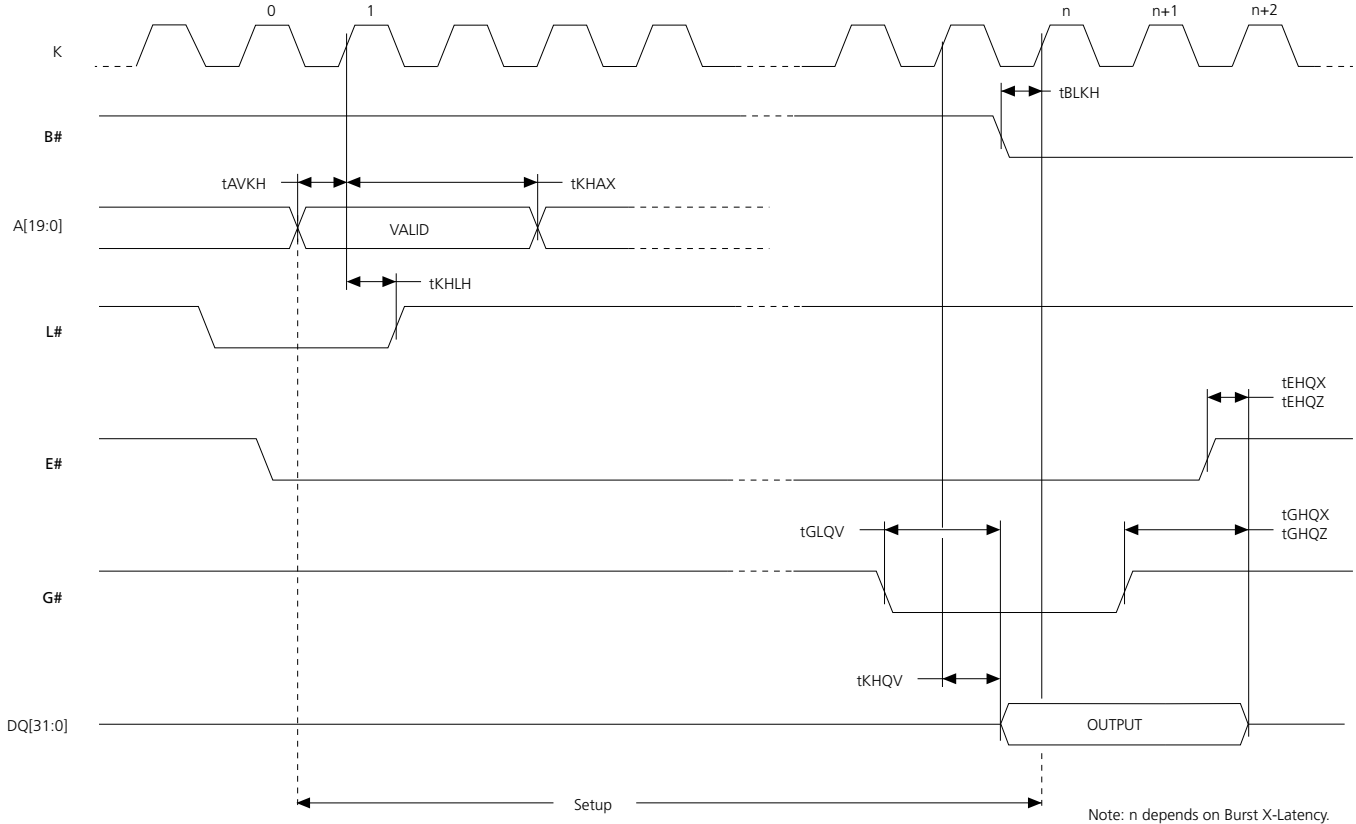 0
1
n
n+1
n+2
K
tBLKH
B#
tAVKH
tKHAX
A[19:0]
VALID
tKHLH
L#
tEHQX
tEHQZ
E#
tGLQV
tGHQX
tGHQZ
G#
tKHQV
DQ[31:0]
OUTPUT
Setup
Note: n depends on Burst X-Latency.